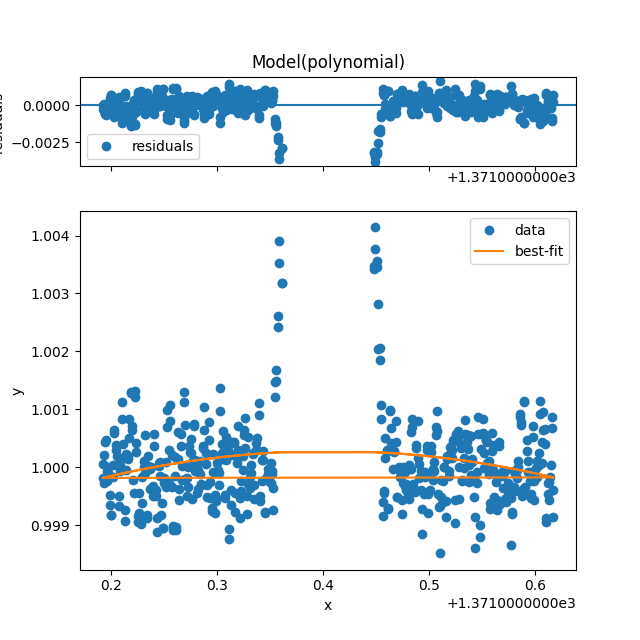 Model(polynomial)
0.0000
−0.0025
residuals
+1.3710000000e3
1.004
1.003
1.002
1.001
1.000
0.999
y
data
best-fit
0.2
0.3
0.4
0.5
0.6
x
+1.3710000000e3